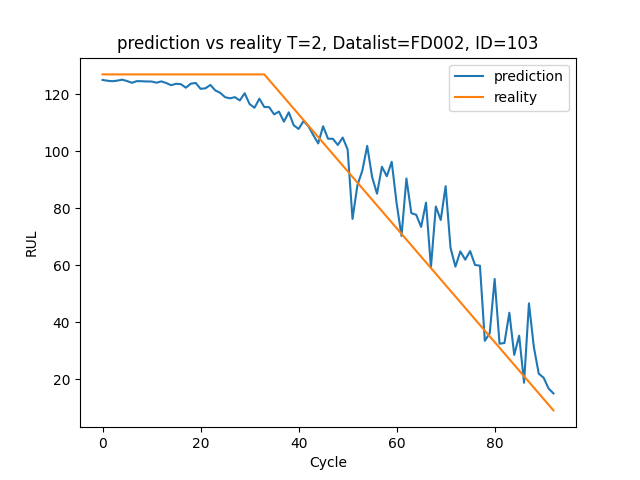 prediction vs reality T=2, Datalist=FD002, ID=103
prediction
reality
RUL
120
100
80
60
40
20
0 20 40 60 80
Cycle